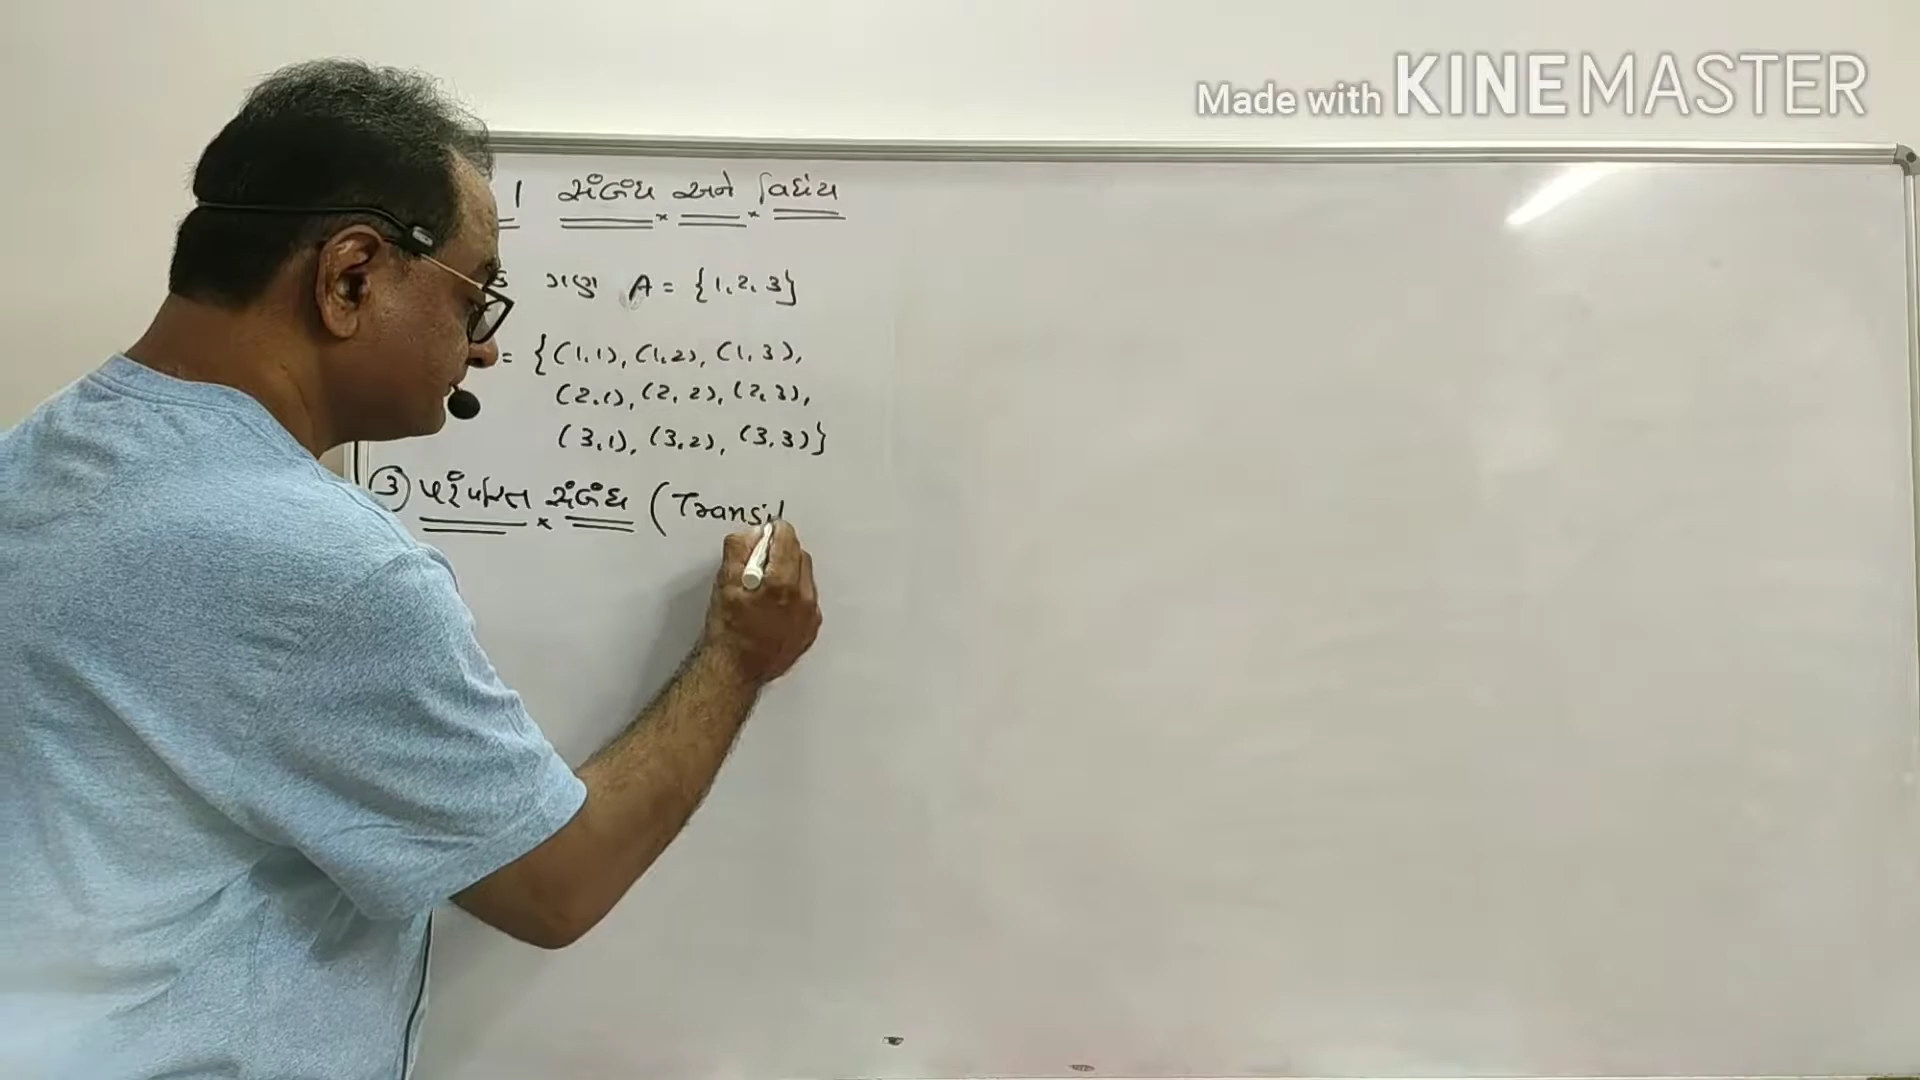 Made with KINEMASTER
1 સંબંધ અને વિધેય
ગણ A = {1, 2, 3}
= {(1,1), (1,2), (1,3),
(2,1), (2,2), (2,3),
(3,1), (3,2), (3,3)}
③ પરંપરિત સંબંધ (Transi